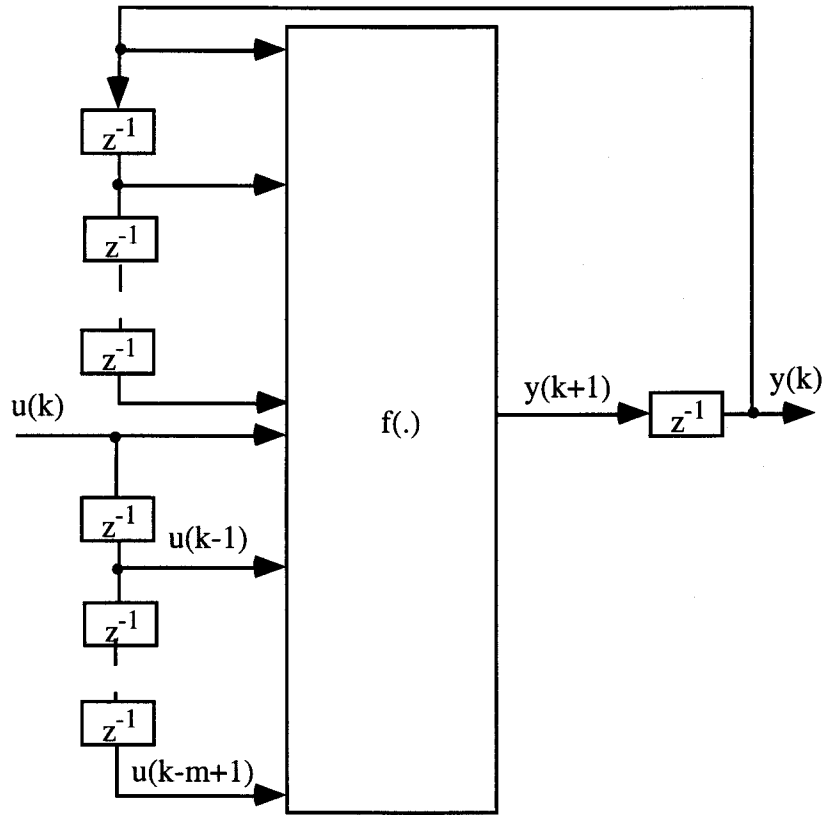 z⁻¹
z⁻¹
z⁻¹
u(k)
f(.)
y(k+1)
z⁻¹
y(k)
z⁻¹
u(k-1)
z⁻¹
z⁻¹
u(k-m+1)